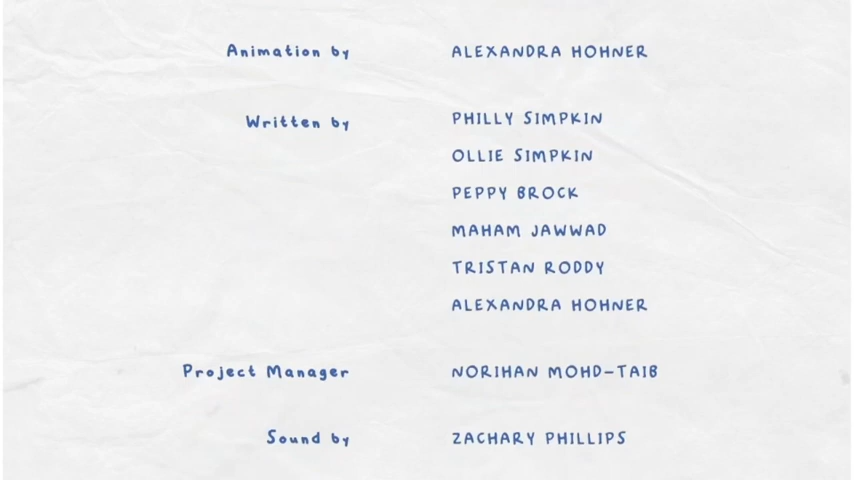 Animation by ALEXANDRA HOHNER
Written by PHILLY SIMPKIN
OLLIE SIMPKIN
PEPPY BROCK
MAHAM JAWWAD
TRISTAN RODDY
ALEXANDRA HOHNER
Project Manager NORIHAN MOHD-TAIB
Sound by ZACHARY PHILLIPS